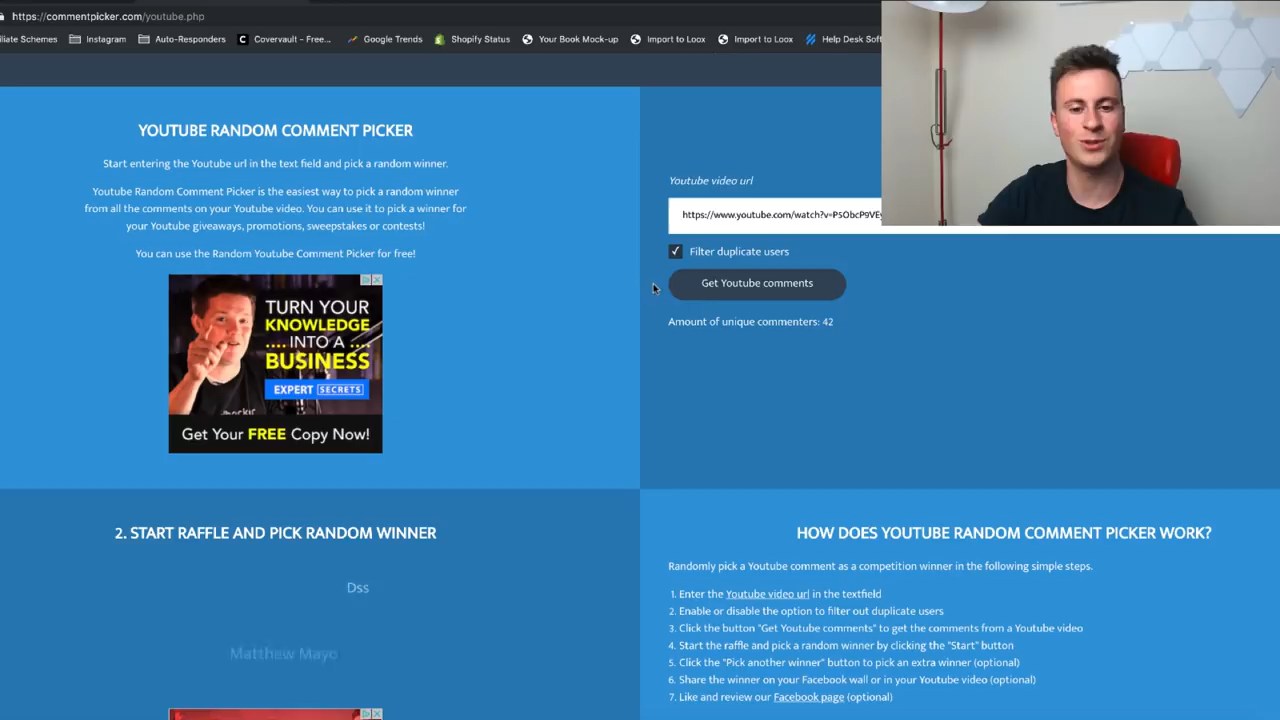 https://commentpicker.com/youtube.php
iliate Schemes Instagram Auto-Responders Covervault - Free... Google Trends Shopify Status Your Book Mock-up Import to Loox Import to Loox Help Desk Soft
YOUTUBE RANDOM COMMENT PICKER
Start entering the Youtube url in the text field and pick a random winner.
Youtube Random Comment Picker is the easiest way to pick a random winner
from all the comments on your Youtube video. You can use it to pick a winner for
your Youtube giveaways, promotions, sweepstakes or contests!
You can use the Random Youtube Comment Picker for free!
TURN YOUR
KNOWLEDGE
.... INTO A ....
BUSINESS
EXPERT SECRETS
Get Your FREE Copy Now!
Youtube video url
https://www.youtube.com/watch?v=P5ObcP9VE
Filter duplicate users
Get Youtube comments
Amount of unique commenters: 42
2. START RAFFLE AND PICK RANDOM WINNER
Dss
Matthew Mayo
HOW DOES YOUTUBE RANDOM COMMENT PICKER WORK?
Randomly pick a Youtube comment as a competition winner in the following simple steps.
1. Enter the Youtube video url in the textfield
2. Enable or disable the option to filter out duplicate users
3. Click the button "Get Youtube comments" to get the comments from a Youtube video
4. Start the raffle and pick a random winner by clicking the "Start" button
5. Click the "Pick another winner" button to pick an extra winner (optional)
6. Share the winner on your Facebook wall or in your Youtube video (optional)
7. Like and review our Facebook page (optional)